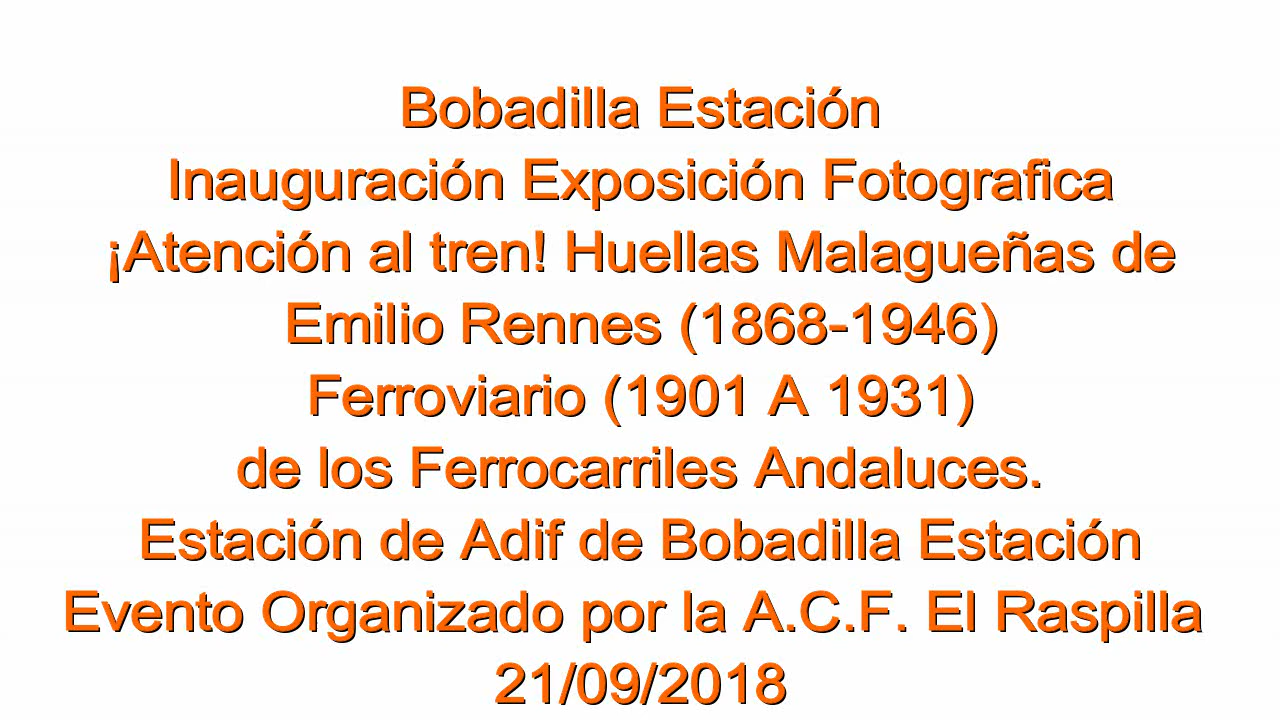 Bobadilla Estación
Inauguración Exposición Fotografica
¡Atención al tren! Huellas Malagueñas de
Emilio Rennes (1868-1946)
Ferroviario (1901 A 1931)
de los Ferrocarriles Andaluces.
Estación de Adif de Bobadilla Estación
Evento Organizado por la A.C.F. El Raspilla
21/09/2018